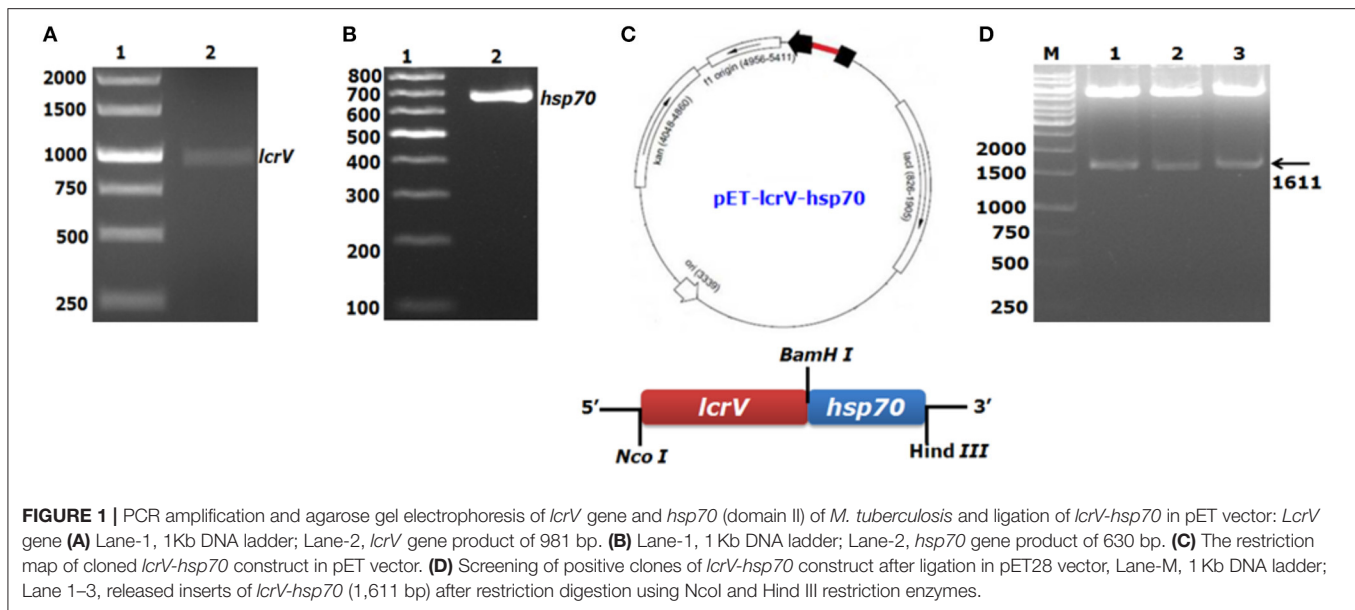 A
1 2
2000
1500
1000
750
500
250
lcrV
B
1 2
800
700
600
500
400
300
200
100
hsp70
C
f1 origin (4956-5411)
kan (4048-4860)
lacI (826-1905)
ori (3339)
pET-lcrV-hsp70
BamH I
5′ lcrV hsp70 3′
Nco I Hind III
D
M 1 2 3
2000
1500
1000
750
500
250
1611
FIGURE 1 | PCR amplification and agarose gel electrophoresis of lcrV gene and hsp70 (domain II) of M. tuberculosis and ligation of lcrV-hsp70 in pET vector: LcrV
gene (A) Lane-1, 1Kb DNA ladder; Lane-2, lcrV gene product of 981 bp. (B) Lane-1, 1Kb DNA ladder; Lane-2, hsp70 gene product of 630 bp. (C) The restriction
map of cloned lcrV-hsp70 construct in pET vector. (D) Screening of positive clones of lcrV-hsp70 construct after ligation in pET28 vector, Lane-M, 1 Kb DNA ladder;
Lane 1–3, released inserts of lcrV-hsp70 (1,611 bp) after restriction digestion using NcoI and Hind III restriction enzymes.